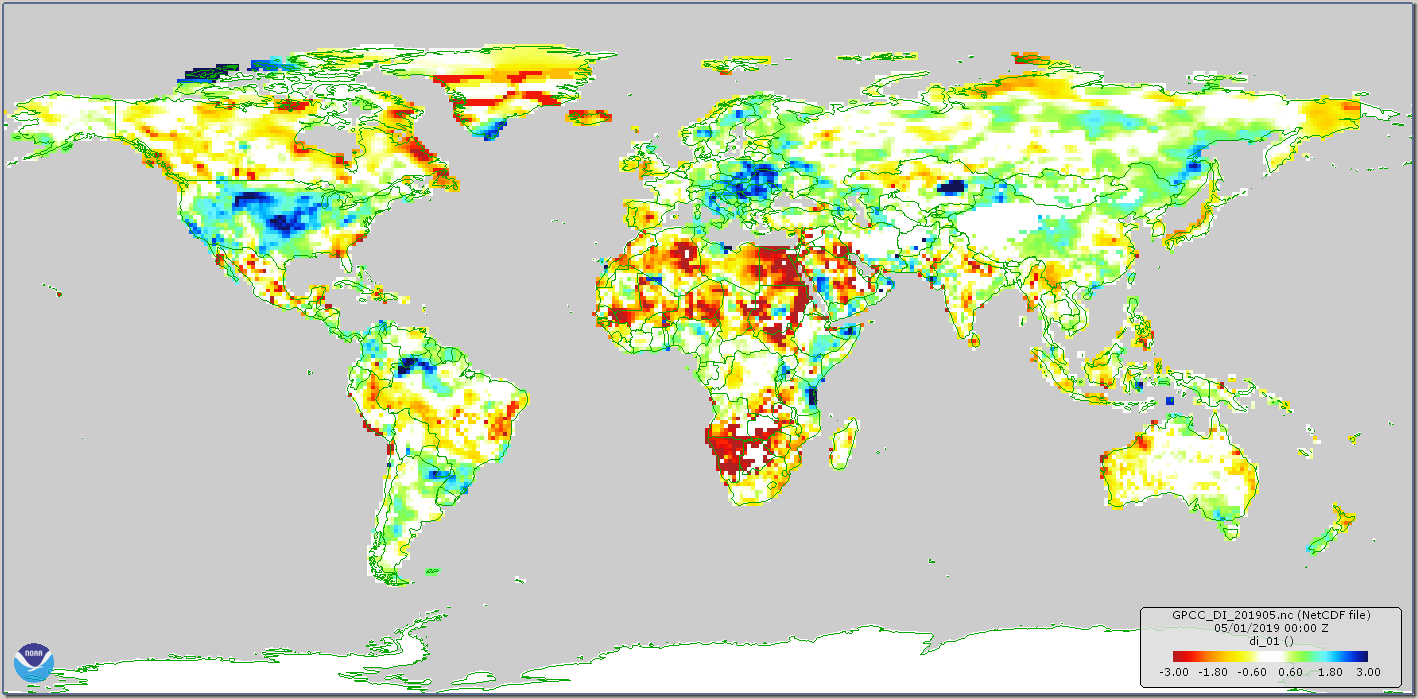 NOAA
GPCC_DI_201905.nc (NetCDF file)
05/01/2019 00:00 Z
di_01 ()
-3.00 -1.80 -0.60 0.60 1.80 3.00